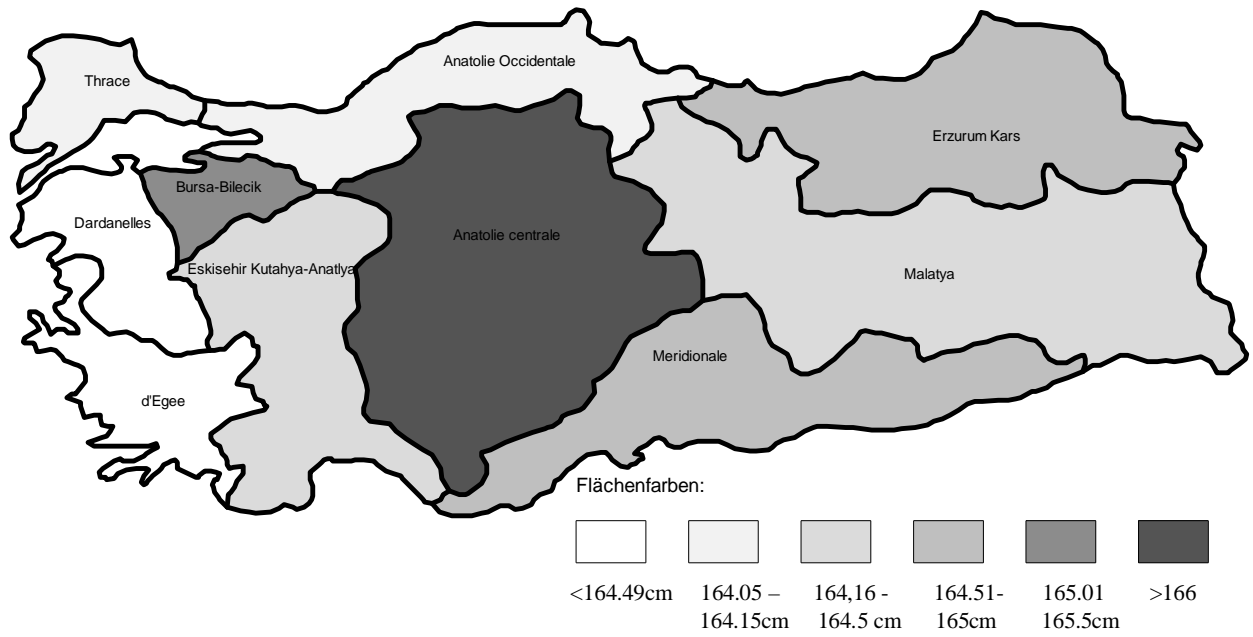 Anatolie Occidentale
Thrace
Erzurum Kars
Bursa-Bilecik
Dardanelles
Anatolie centrale
Eskisehir Kutahya-Anatlya
Malatya
Meridionale
d'Egee
Flächenfarben:
<164.49cm 164.05 – 164,16 - 164.51- 165.01 >166
164.15cm 164.5 cm 165cm 165.5cm